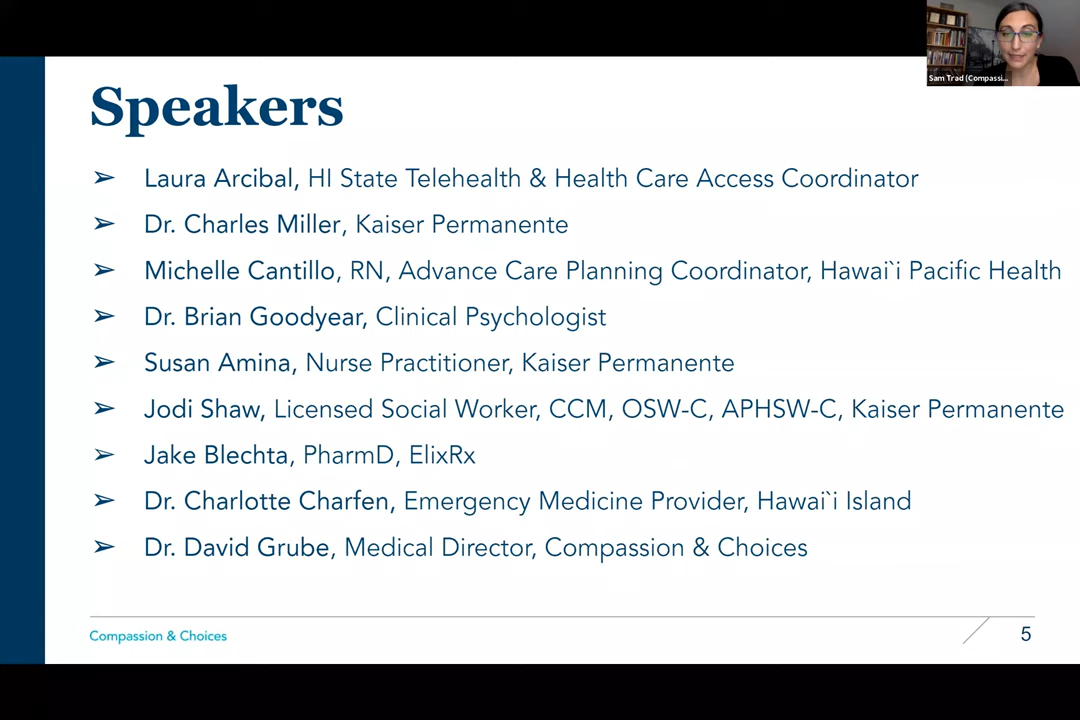 Sam Trad (Compassi...
Speakers
➢ Laura Arcibal, HI State Telehealth & Health Care Access Coordinator
➢ Dr. Charles Miller, Kaiser Permanente
➢ Michelle Cantillo, RN, Advance Care Planning Coordinator, Hawai`i Pacific Health
➢ Dr. Brian Goodyear, Clinical Psychologist
➢ Susan Amina, Nurse Practitioner, Kaiser Permanente
➢ Jodi Shaw, Licensed Social Worker, CCM, OSW-C, APHSW-C, Kaiser Permanente
➢ Jake Blechta, PharmD, ElixRx
➢ Dr. Charlotte Charfen, Emergency Medicine Provider, Hawai`i Island
➢ Dr. David Grube, Medical Director, Compassion & Choices
Compassion & Choices
5